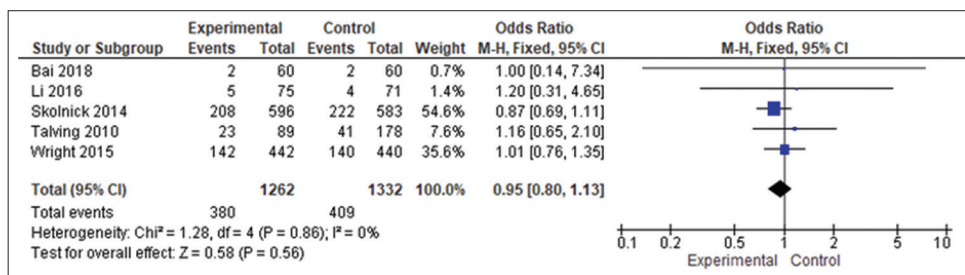 Experimental Control Odds Ratio Odds Ratio
Study or Subgroup Events Total Events Total Weight M-H, Fixed, 95% CI M-H, Fixed, 95% CI
Bai 2018 2 60 2 60 0.7% 1.00 [0.14, 7.34]
Li 2016 5 75 4 71 1.4% 1.20 [0.31, 4.65]
Skolnick 2014 208 596 222 583 54.6% 0.87 [0.69, 1.11]
Talving 2010 23 89 41 178 7.6% 1.16 [0.65, 2.10]
Wright 2015 142 442 140 440 35.6% 1.01 [0.76, 1.35]
Total (95% CI) 1262 1332 100.0% 0.95 [0.80, 1.13]
Total events 380 409
Heterogeneity: Chi² = 1.28, df = 4 (P = 0.86); I² = 0%
Test for overall effect: Z = 0.58 (P = 0.56)
0.1 0.2 0.5 1 2 5 10
Experimental Control